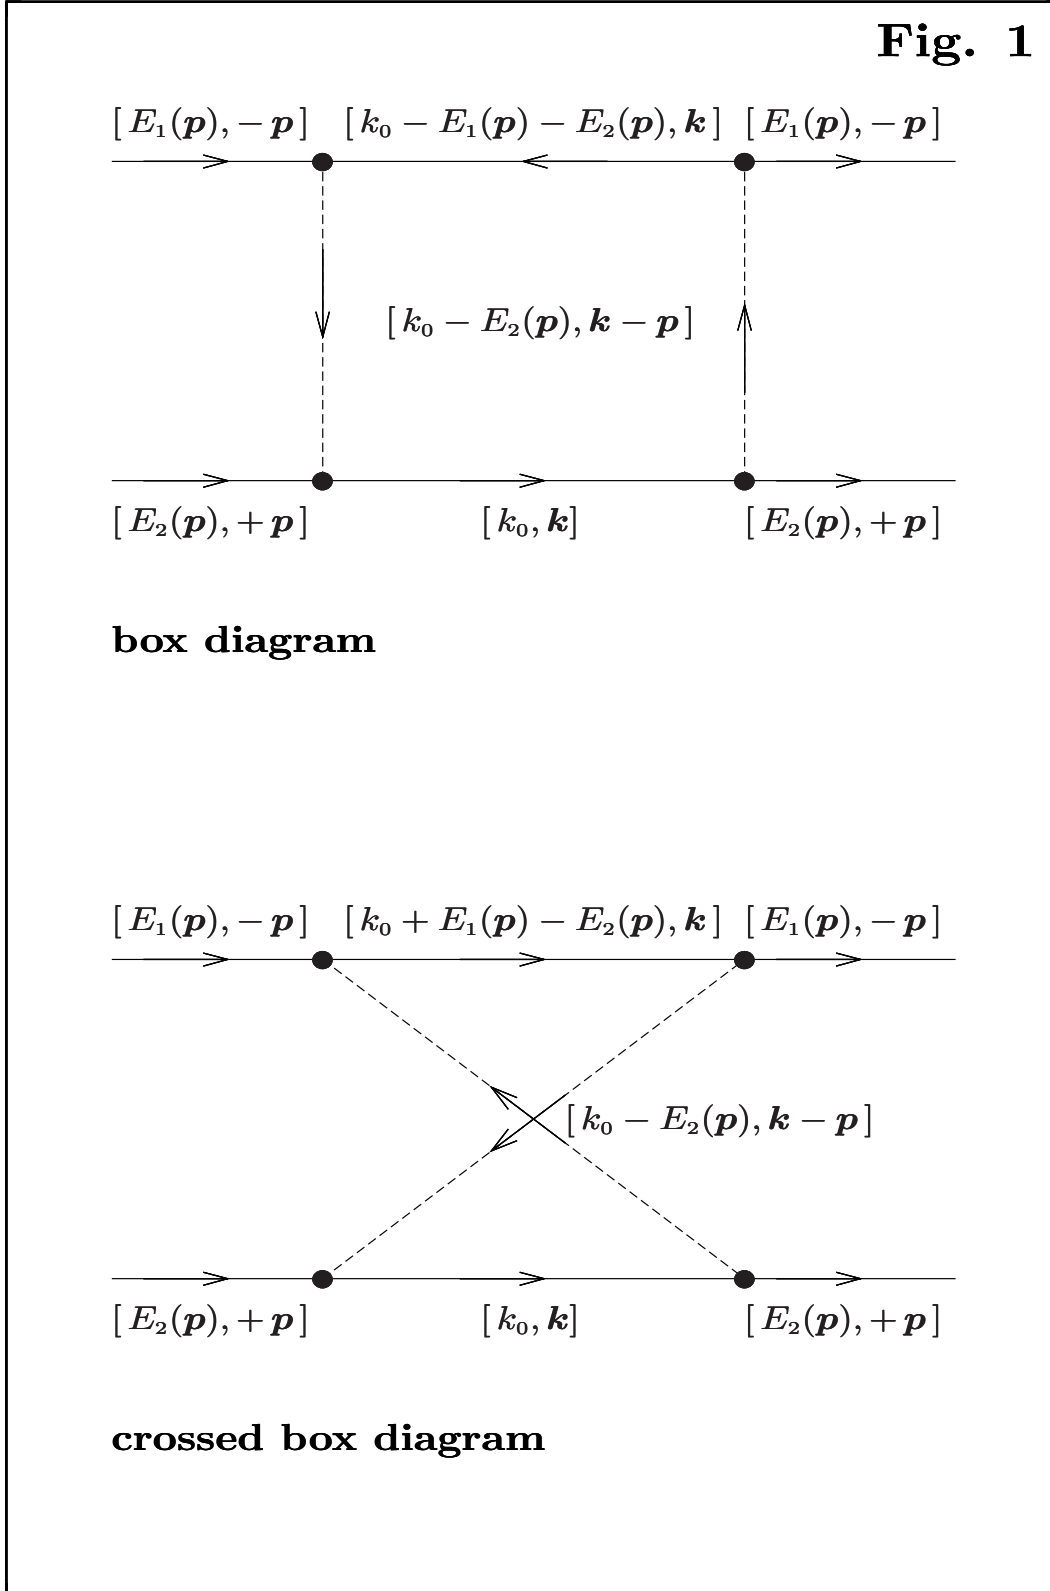 Fig. 1
[E₁(p), − p] [k₀ − E₁(p) − E₂(p), k] [E₁(p), − p]
[k₀ − E₂(p), k − p]
[E₂(p), + p] [k₀, k] [E₂(p), + p]
box diagram
[E₁(p), − p] [k₀ + E₁(p) − E₂(p), k] [E₁(p), − p]
[k₀ − E₂(p), k − p]
[E₂(p), + p] [k₀, k] [E₂(p), + p]
crossed box diagram